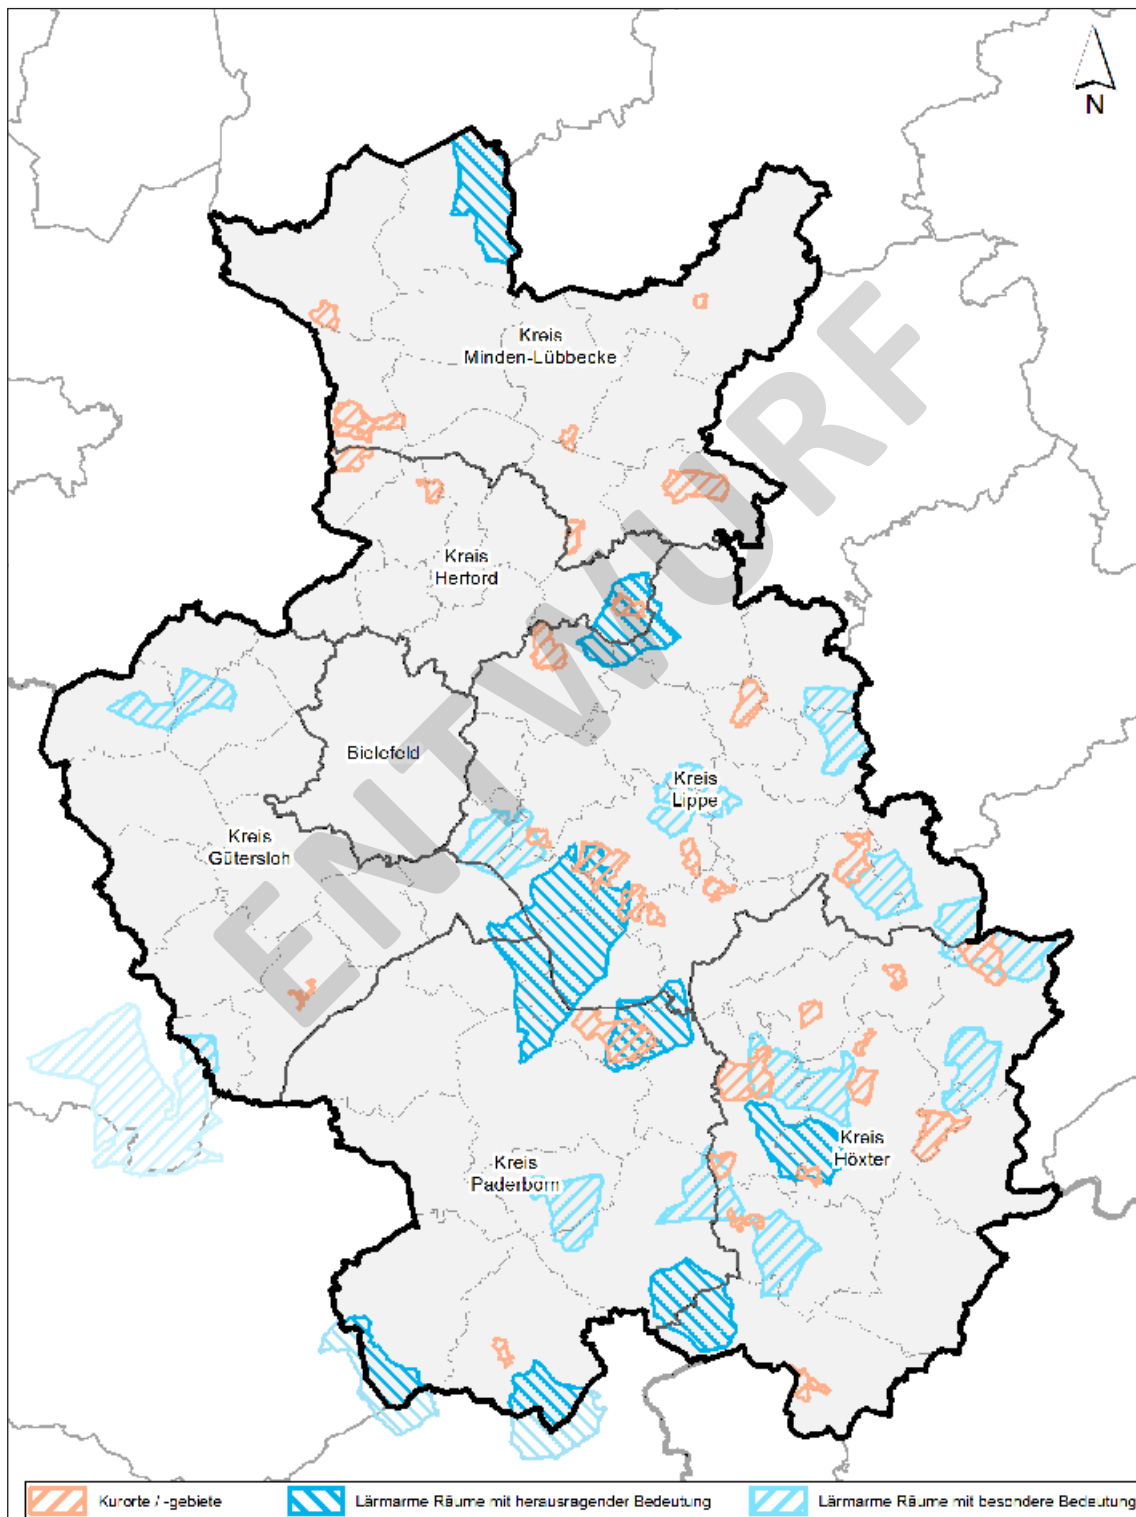 N
Kreis
Minden-Lübbecke
Kreis
Herford
Bielefeld
Kreis
Lippe
Kreis
Gütersloh
Kreis
Höxter
Kreis
Paderborn
ENTWURF
Kurorte / -gebiete
Lärmarme Räume mit herausragender Bedeutung
Lärmarme Räume mit besondere Bedeutung